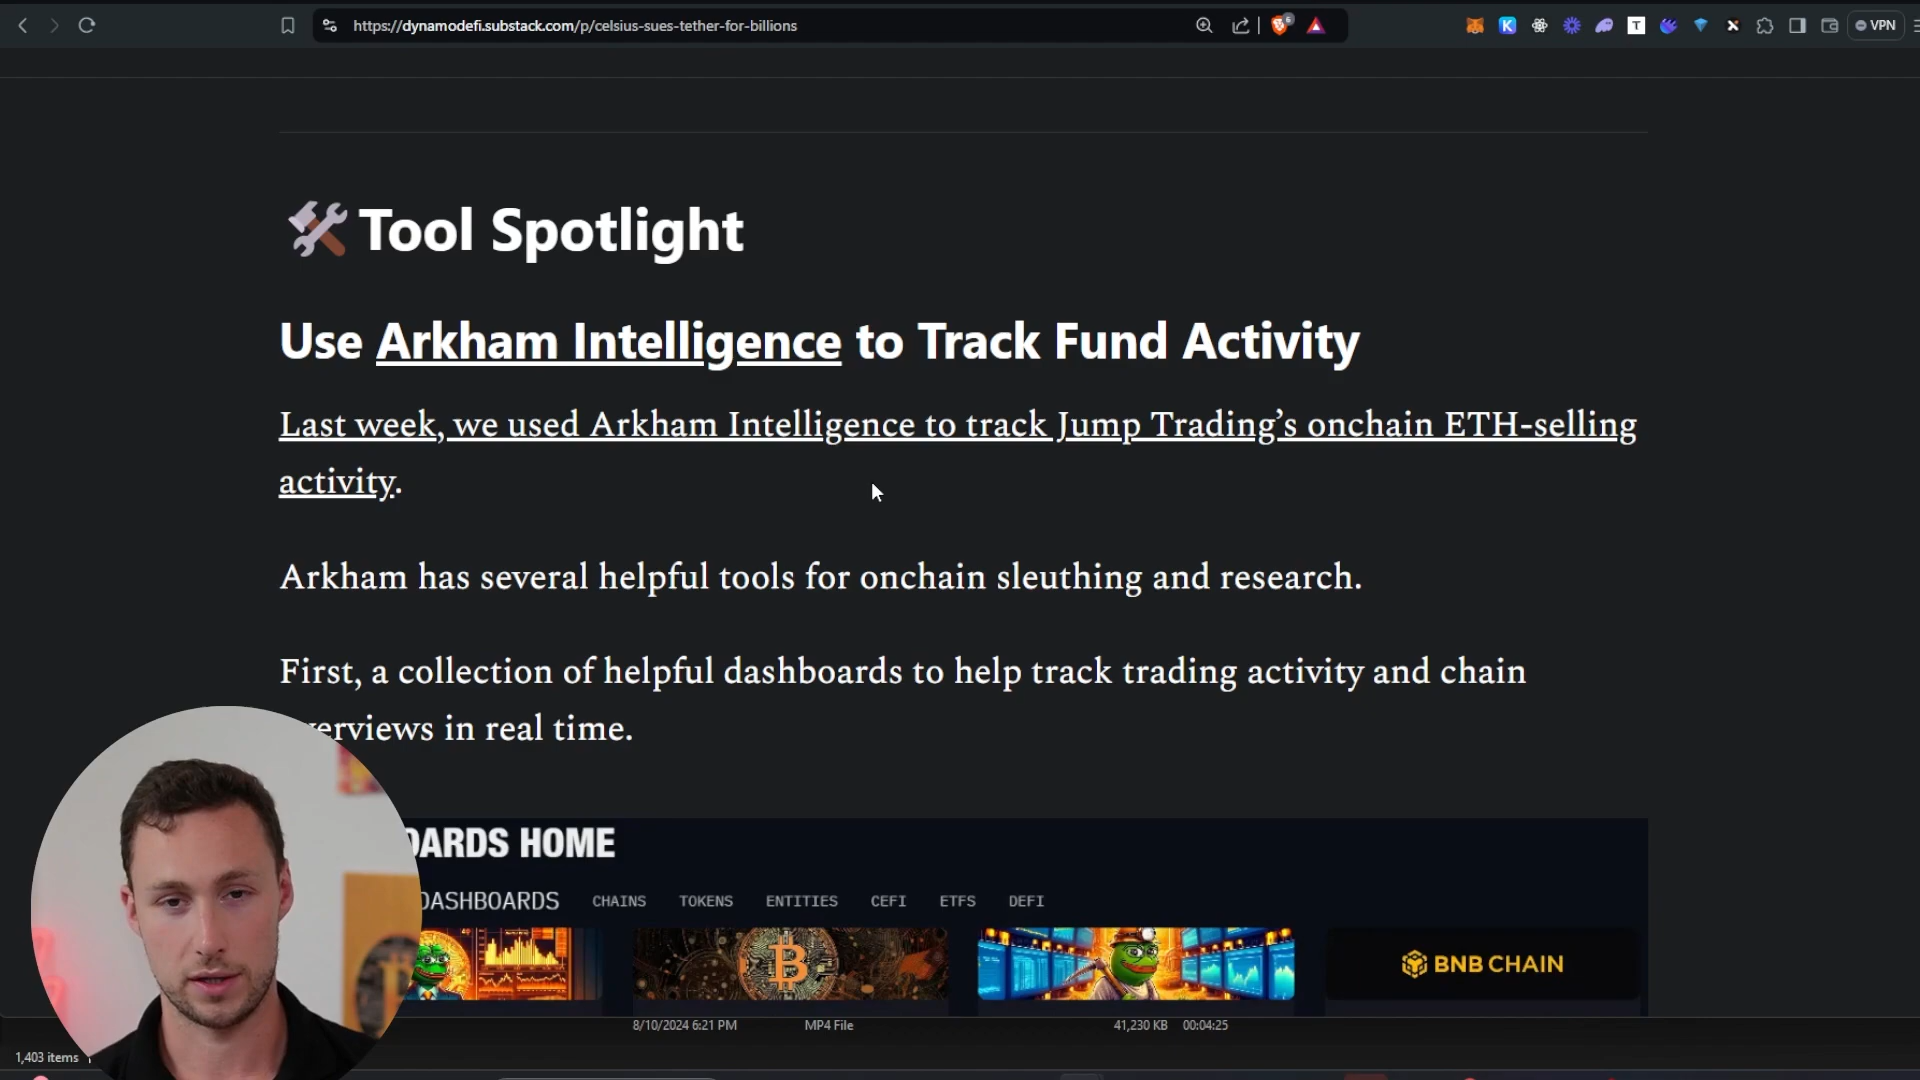 https://dynamodefi.substack.com/p/celsius-sues-tether-for-billions
6
K
T
VPN
Tool Spotlight
Use Arkham Intelligence to Track Fund Activity
Last week, we used Arkham Intelligence to track Jump Trading’s onchain ETH-selling
activity.
Arkham has several helpful tools for onchain sleuthing and research.
First, a collection of helpful dashboards to help track trading activity and chain
erviews in real time.
OARDS HOME
DASHBOARDS CHAINS TOKENS ENTITIES CEFI ETFS DEFI
BNB CHAIN
8/10/2024 6:21 PM MP4 File 41,230 KB 00:04:25
1,403 items